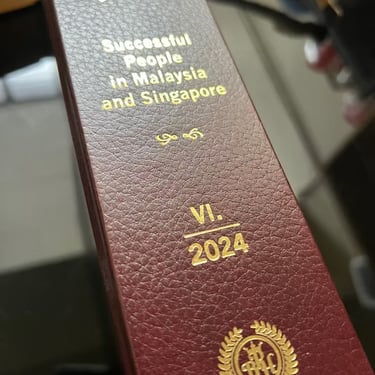 Successful
People
in Malaysia
and Singapore
VI.
2024